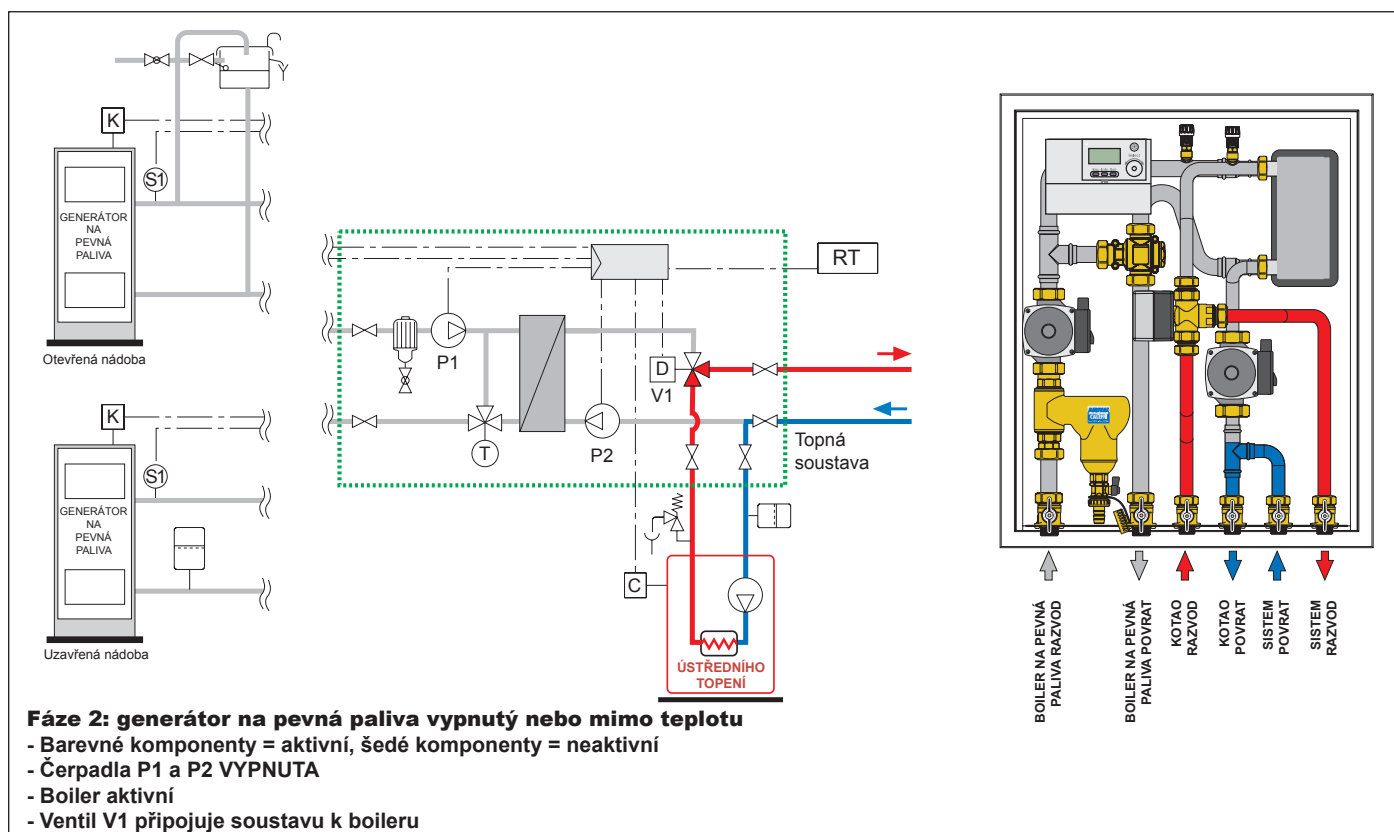 K
S1
GENERÁTOR
NA
PEVNÁ
PALIVA
Otevřená nádoba
K
S1
GENERÁTOR
NA
PEVNÁ
PALIVA
Uzavřená nádoba
RT
P1
D
V1
T
P2
Topná
soustava
C
ÚSTŘEDNÍHO
TOPENÍ
BOILER NA PEVNÁ
PALIVA RAZVOD
BOILER NA PEVNÁ
PALIVA POVRAT
KOTAO
RAZVOD
KOTAO
POVRAT
SISTEM
POVRAT
SISTEM
RAZVOD
Fáze 2: generátor na pevná paliva vypnutý nebo mimo teplotu
- Barevné komponenty = aktivní, šedé komponenty = neaktivní
- Čerpadla P1 a P2 VYPNUTA
- Boiler aktivní
- Ventil V1 připojuje soustavu k boileru